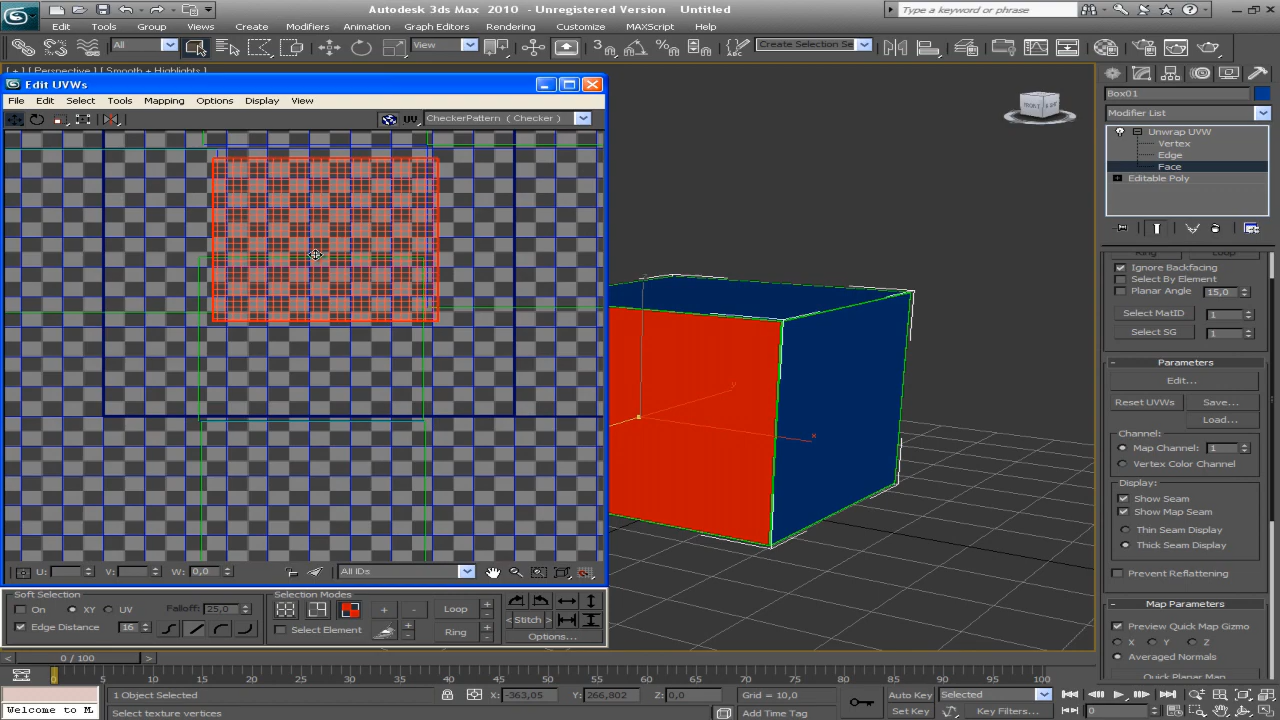 Autodesk 3ds Max 2010 - Unregistered Version Untitled
Type a keyword or phrase
Edit Tools Group Views Create Modifiers Animation Graph Editors Rendering Customize MAXScript Help
All
View
Create Selection Se
[ + ] [ Perspective ] [ Smooth + Highlights ]
Edit UVWs
File Edit Select Tools Mapping Options Display View
UV
CheckerPattern ( Checker )
U:
V:
W: 0,0
All IDs
Soft Selection
On
XY
UV
Falloff: 25,0
Edge Distance
16
Selection Modes
+
-
Loop
Select Element
Ring
Stitch
Options...
FRONT
Box01
Modifier List
Unwrap UVW
Vertex
Edge
Face
Editable Poly
Ignore Backfacing
Select By Element
Planar Angle 15,0
Select MatID 1
Select SG 1
Parameters
Edit...
Reset UVWs
Save...
Load...
Channel:
Map Channel: 1
Vertex Color Channel
Display:
Show Seam
Show Map Seam
Thin Seam Display
Thick Seam Display
Prevent Reflattening
Map Parameters
Preview Quick Map Gizmo
X Y Z
Averaged Normals
Quick Planar Map
< 0 / 100 >
0 5 10 15 20 25 30 35 40 45 50 55 60 65 70 75 80 85 90 95 100
1 Object Selected
X: -363,05
Y: 266,802
Z: 0,0
Grid = 10,0
Auto Key
Selected
Welcome to M
Select texture vertices
Add Time Tag
Set Key
Key Filters...
0